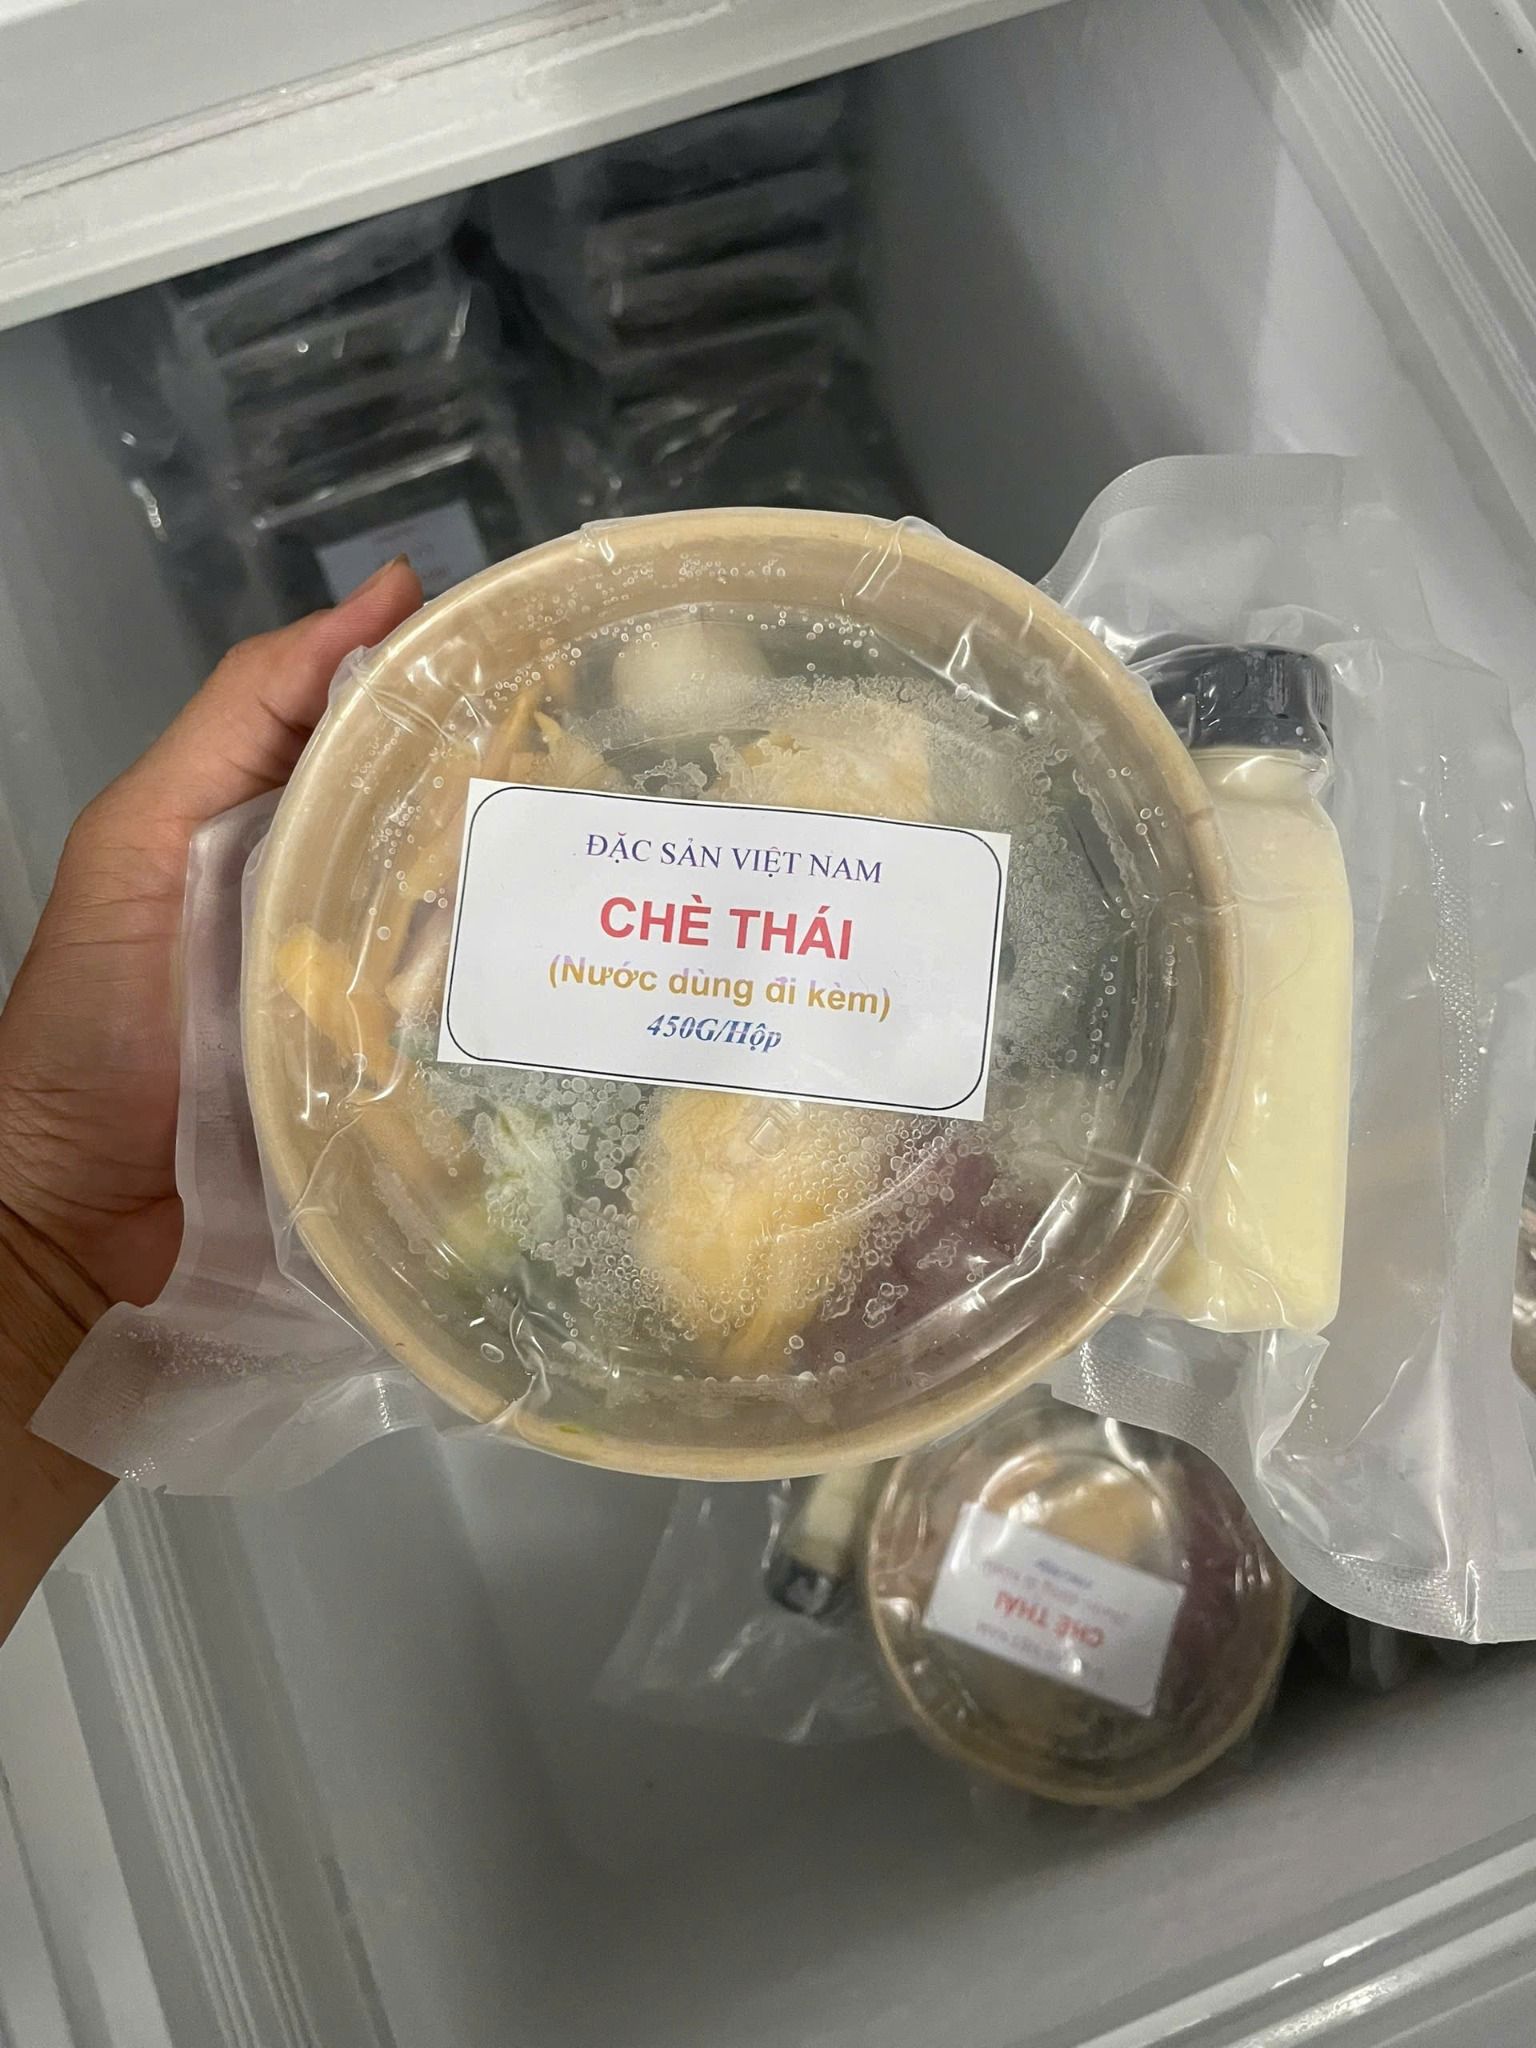 ĐẶC SẢN VIỆT NAM
CHÈ THÁI
(Nước dùng đi kèm)
450G/Hộp
CHÈ THÁI